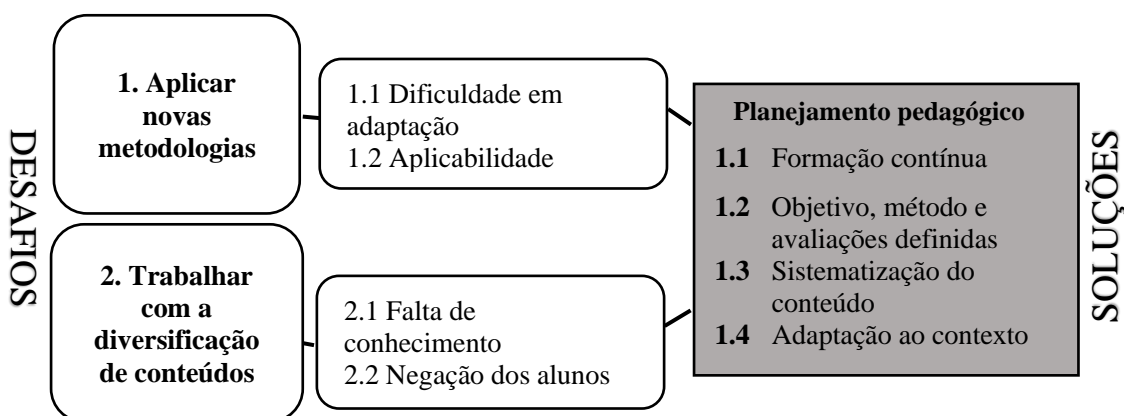 DESAFIOS
1. Aplicar
novas
metodologias
1.1 Dificuldade em
adaptação
1.2 Aplicabilidade
2. Trabalhar
com a
diversificação
de conteúdos
2.1 Falta de
conhecimento
2.2 Negação dos alunos
Planejamento pedagógico
1.1 Formação contínua
1.2 Objetivo, método e
avaliações definidas
1.3 Sistematização do
conteúdo
1.4 Adaptação ao contexto
SOLUÇÕES